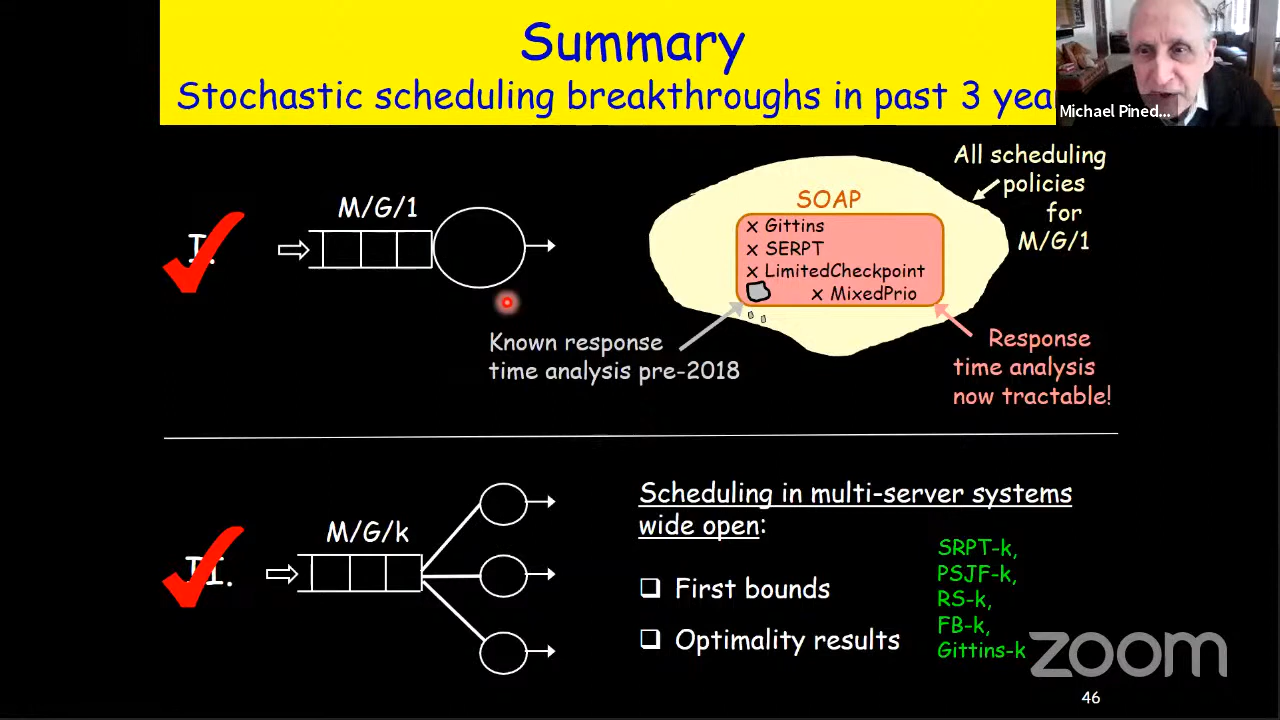 Summary
Stochastic scheduling breakthroughs in past 3 yea
Michael Pined...
I.
M/G/1
SOAP
x Gittins
x SERPT
x LimitedCheckpoint
x MixedPrio
All scheduling
policies
for
M/G/1
Known response
time analysis pre-2018
Response
time analysis
now tractable!
II.
M/G/k
Scheduling in multi-server systems
wide open:
First bounds
Optimality results
SRPT-k,
PSJF-k,
RS-k,
FB-k,
Gittins-k
zoom
46